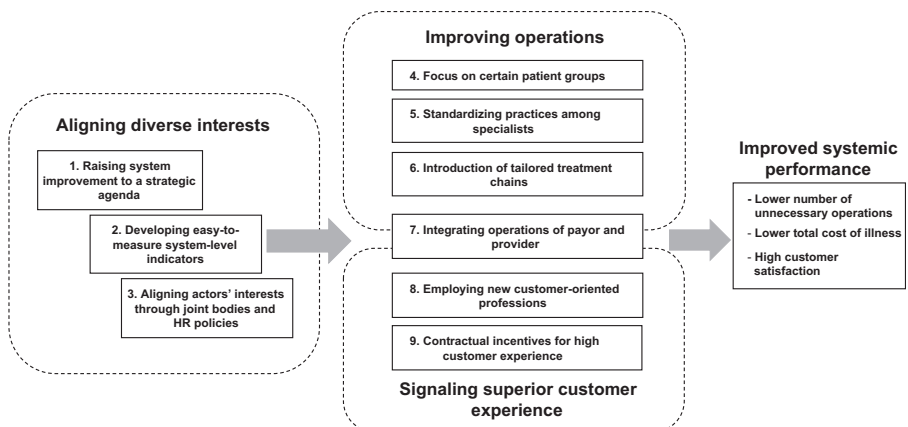 Aligning diverse interests
1. Raising system
improvement to a strategic
agenda
2. Developing easy-to-
measure system-level
indicators
3. Aligning actors’ interests
through joint bodies and
HR policies
Improving operations
4. Focus on certain patient groups
5. Standardizing practices among
specialists
6. Introduction of tailored treatment
chains
7. Integrating operations of payor and
provider
8. Employing new customer-oriented
professions
9. Contractual incentives for high
customer experience
Signaling superior customer
experience
Improved systemic
performance
- Lower number of
unnecessary operations
- Lower total cost of illness
- High customer
satisfaction